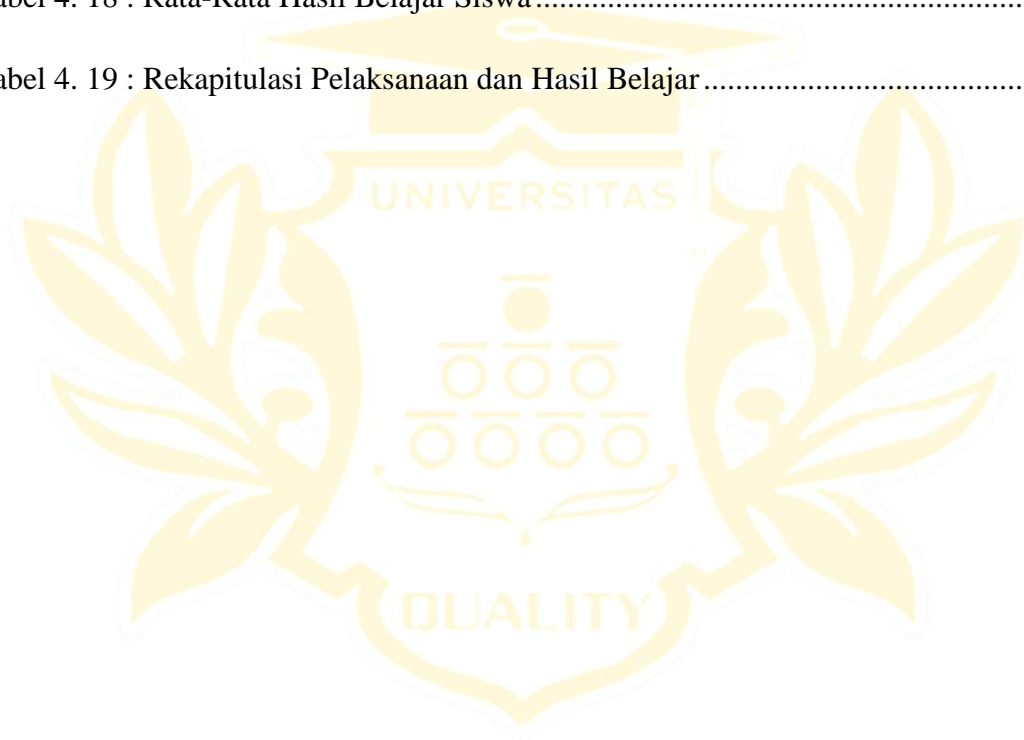 abel 4. 18 : Rata-Rata Hasil Belajar Siswa......................................................................
abel 4. 19 : Rekapitulasi Pelaksanaan dan Hasil Belajar.......................................
UNIVERSITAS
QUALITY